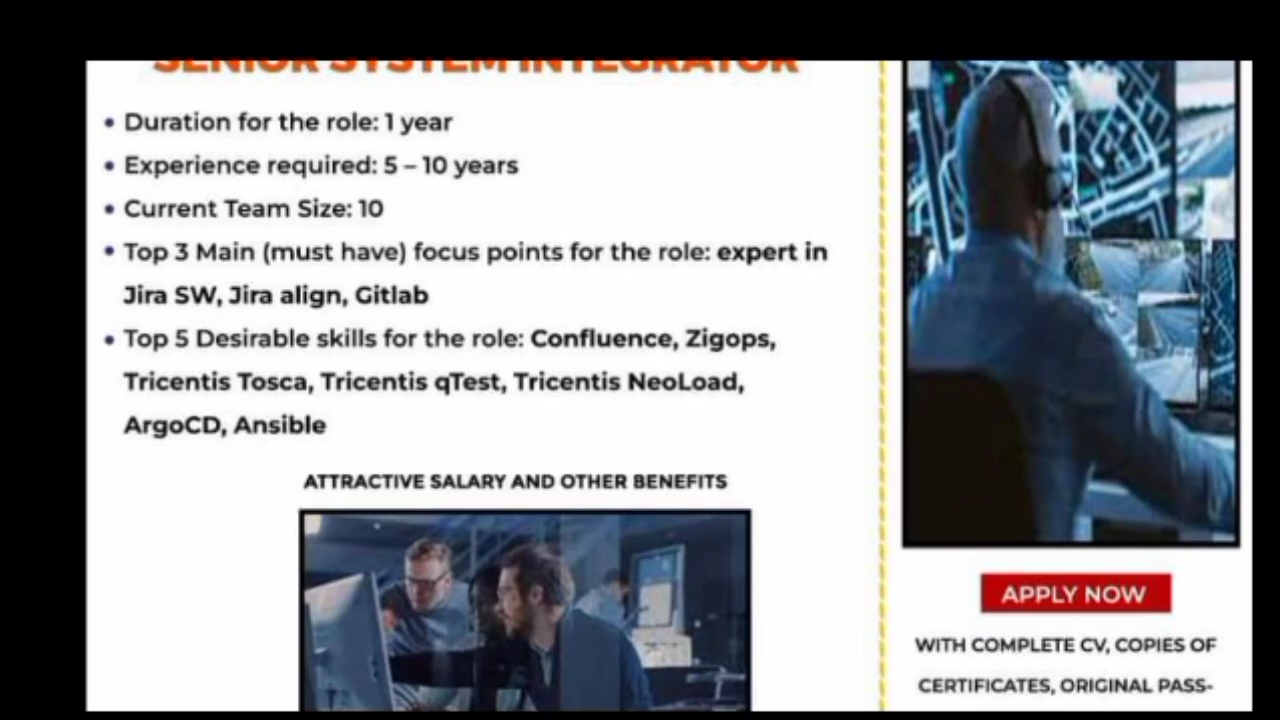 SENIOR SYSTEM INTEGRATOR
• Duration for the role: 1 year
• Experience required: 5 – 10 years
• Current Team Size: 10
• Top 3 Main (must have) focus points for the role: expert in
Jira SW, Jira align, Gitlab
• Top 5 Desirable skills for the role: Confluence, Zigops,
Tricentis Tosca, Tricentis qTest, Tricentis NeoLoad,
ArgoCD, Ansible
ATTRACTIVE SALARY AND OTHER BENEFITS
APPLY NOW
WITH COMPLETE CV, COPIES OF
CERTIFICATES, ORIGINAL PASS-